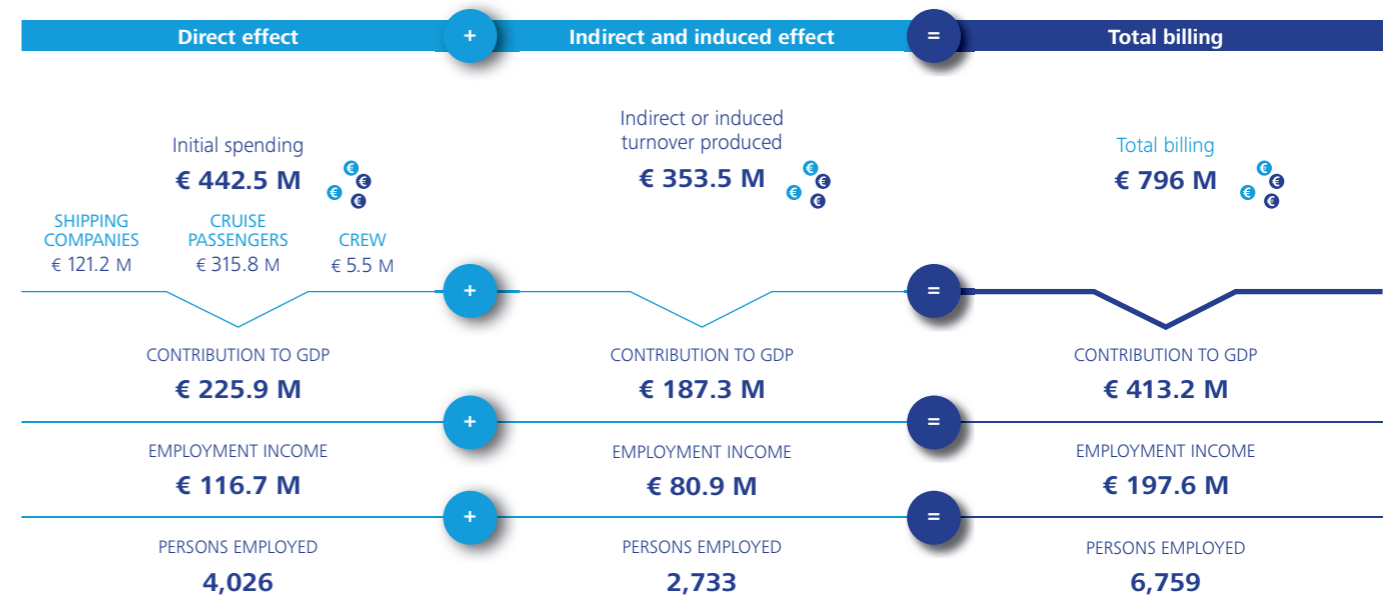 Direct effect + Indirect and induced effect = Total billing
Initial spending
€ 442.5 M
€ € € €
SHIPPING
COMPANIES
€ 121.2 M
CRUISE
PASSENGERS
€ 315.8 M
CREW
€ 5.5 M
Indirect or induced
turnover produced
€ 353.5 M
€ € € €
Total billing
€ 796 M
€ € € €
+ =
CONTRIBUTION TO GDP
€ 225.9 M
CONTRIBUTION TO GDP
€ 187.3 M
CONTRIBUTION TO GDP
€ 413.2 M
+ =
EMPLOYMENT INCOME
€ 116.7 M
EMPLOYMENT INCOME
€ 80.9 M
EMPLOYMENT INCOME
€ 197.6 M
+ =
PERSONS EMPLOYED
4,026
PERSONS EMPLOYED
2,733
PERSONS EMPLOYED
6,759